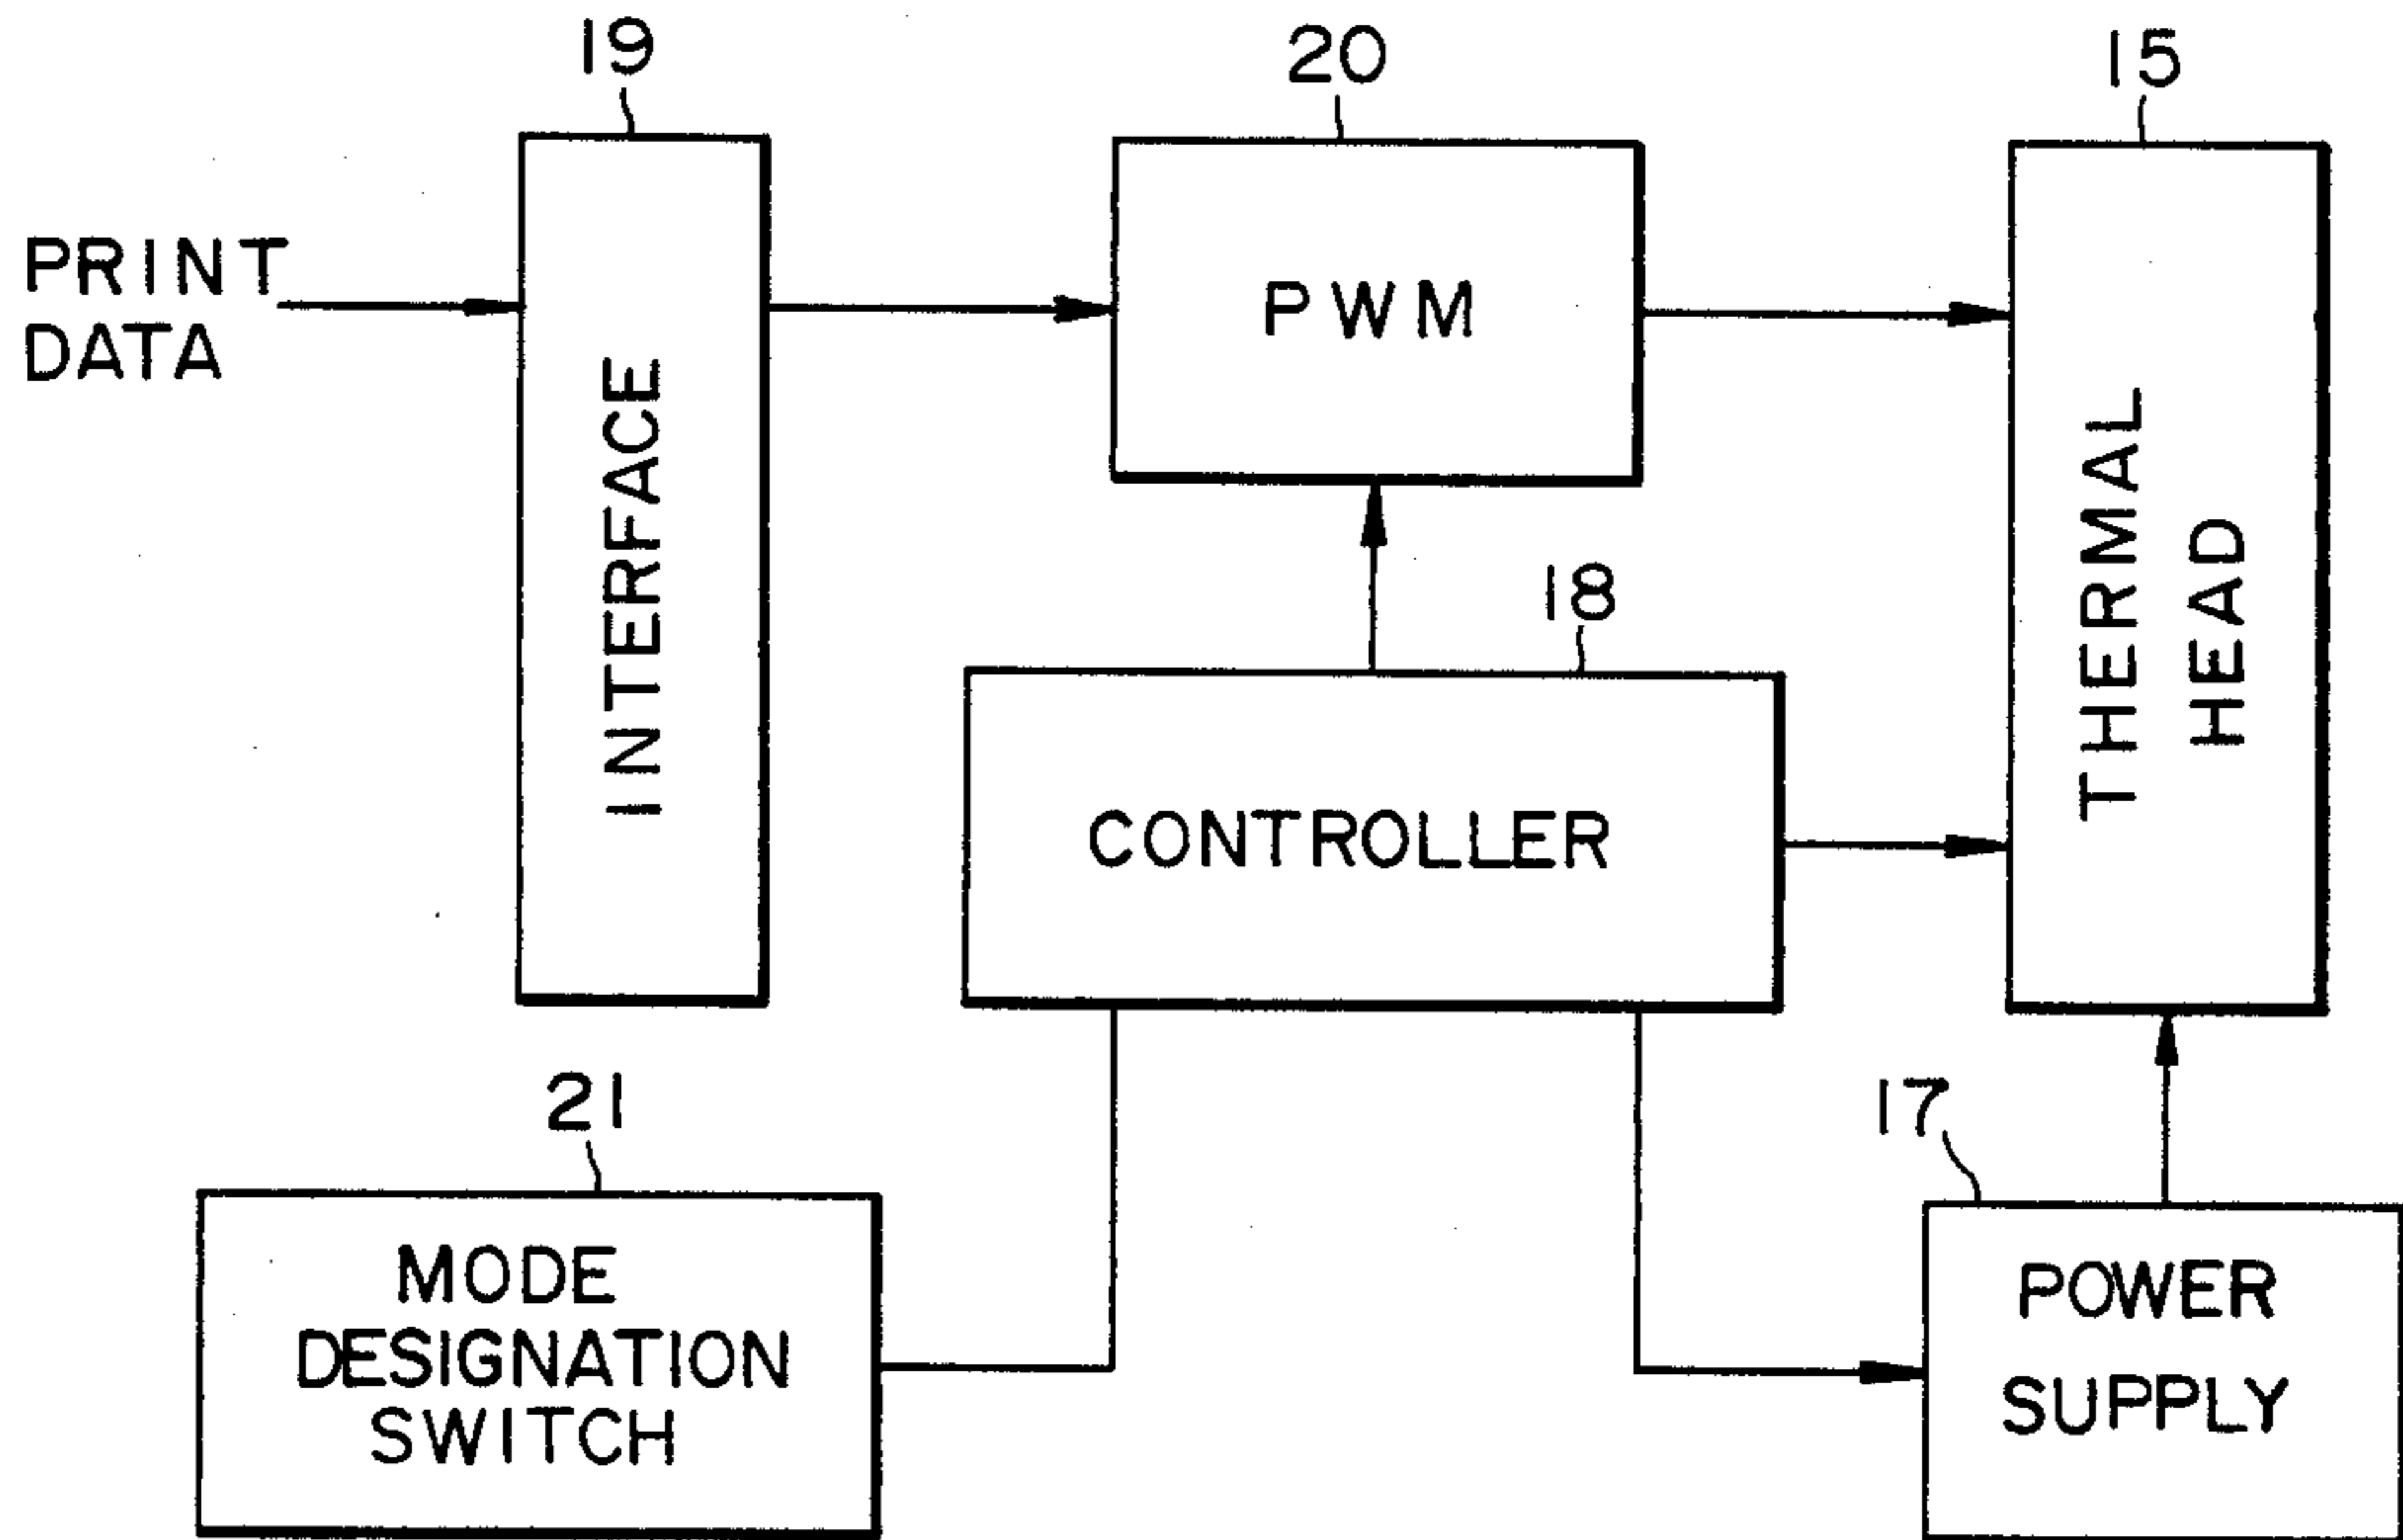 19
20
15
PRINT
DATA
INTERFACE
PWM
THERMAL
HEAD
18
CONTROLLER
21
17
MODE
DESIGNATION
SWITCH
POWER
SUPPLY